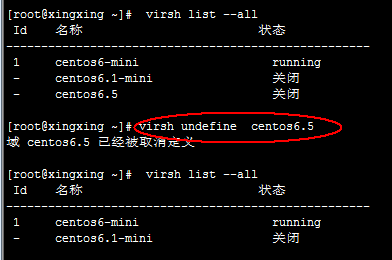 [root@xingxing ~]# virsh list --all
Id 名称 状态
----------------------------------------------------
1 centos6-mini running
- centos6.1-mini 关闭
- centos6.5 关闭
[root@xingxing ~]# virsh undefine centos6.5
域 centos6.5 已经被取消定义
[root@xingxing ~]# virsh list --all
Id 名称 状态
----------------------------------------------------
1 centos6-mini running
- centos6.1-mini 关闭